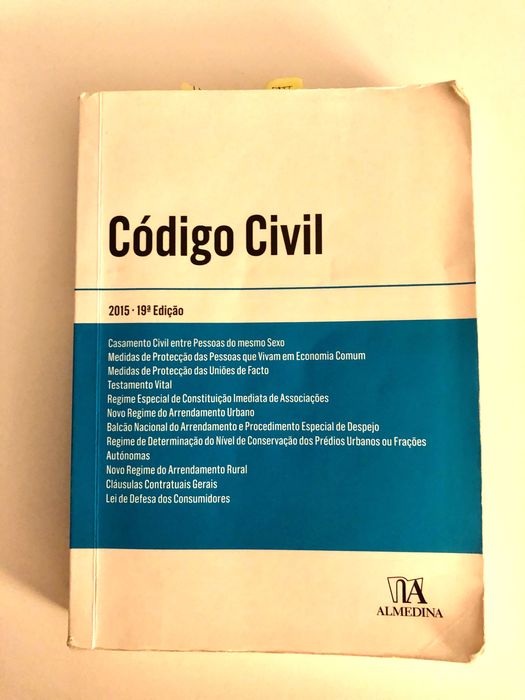 Código Civil
2015 · 19ª Edição
Casamento Civil entre Pessoas do mesmo Sexo
Medidas de Protecção das Pessoas que Vivam em Economia Comum
Medidas de Protecção das Uniões de Facto
Testamento Vital
Regime Especial de Constituição Imediata de Associações
Novo Regime do Arrendamento Urbano
Balcão Nacional do Arrendamento e Procedimento Especial de Despejo
Regime de Determinação do Nível de Conservação dos Prédios Urbanos ou Frações
Autónomas
Novo Regime do Arrendamento Rural
Cláusulas Contratuais Gerais
Lei de Defesa dos Consumidores
ALMEDINA